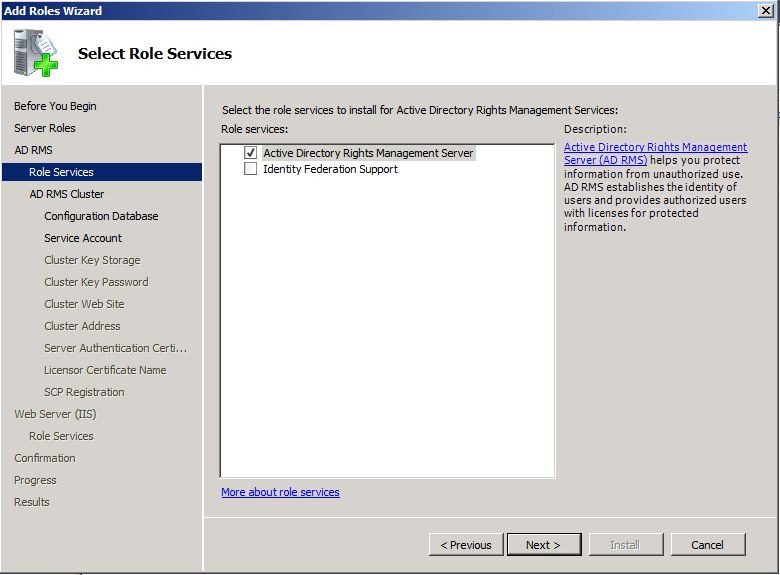 Add Roles Wizard
Select Role Services
Before You Begin
Server Roles
AD RMS
Role Services
AD RMS Cluster
Configuration Database
Service Account
Cluster Key Storage
Cluster Key Password
Cluster Web Site
Cluster Address
Server Authentication Certi...
Licensor Certificate Name
SCP Registration
Web Server (IIS)
Role Services
Confirmation
Progress
Results
Select the role services to install for Active Directory Rights Management Services:
Role services:
Active Directory Rights Management Server
Identity Federation Support
More about role services
Description:
Active Directory Rights Management
Server (AD RMS) helps you protect
information from unauthorized use.
AD RMS establishes the identity of
users and provides authorized users
with licenses for protected
information.
< Previous
Next >
Install
Cancel